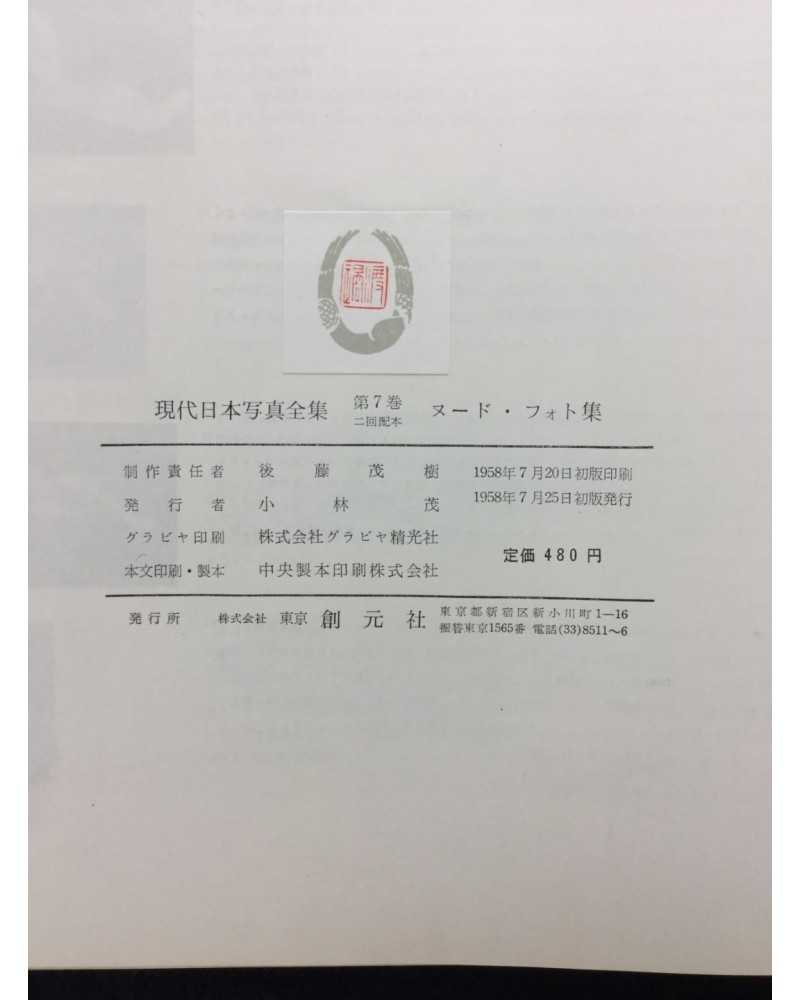 現代日本写真全集 第7巻 二回配本 ヌード・フォト集
制作責任者 後藤茂樹 1958年7月20日初版印刷
発行者 小林茂 1958年7月25日初版発行
グラビヤ印刷 株式会社グラビヤ精光社
定価 480 円
本文印刷・製本 中央製本印刷株式会社
発行所 株式会社 東京 創元社 東京都新宿区新小川町1—16
振替東京1565番 電話(33)8511〜6